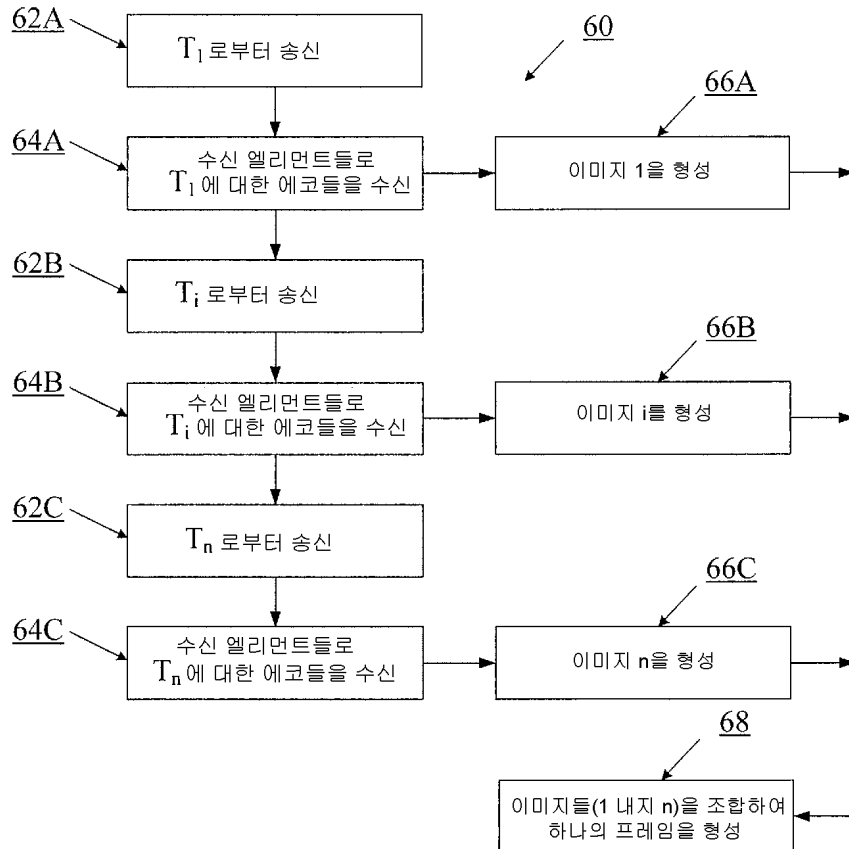 62A
T₁ 로부터 송신
60
66A
64A
수신 엘리먼트들로
T₁ 에 대한 에코들을 수신
이미지 1을 형성
62B
Tᵢ 로부터 송신
66B
64B
수신 엘리먼트들로
Tᵢ 에 대한 에코들을 수신
이미지 i를 형성
62C
Tₙ 로부터 송신
66C
64C
수신 엘리먼트들로
Tₙ 에 대한 에코들을 수신
이미지 n을 형성
68
이미지들(1 내지 n)을 조합하여
하나의 프레임을 형성